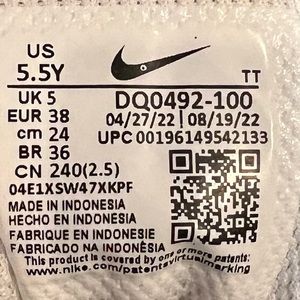 US
5.5Y
TT
UK 5
EUR 38
cm 24
BR 36
CN 240(2.5)
DQ0492-100
04/27/22 08/19/22
UPC 00196149542133
04E1XSW47XKPF
MADE IN INDONESIA
HECHO EN INDONESIA
FABRIQUE EN INDONESIE
FABRICADO NA INDONÉSIA
This product is covered by one or more patents:
www.nike.com/patentsvirtualmarking